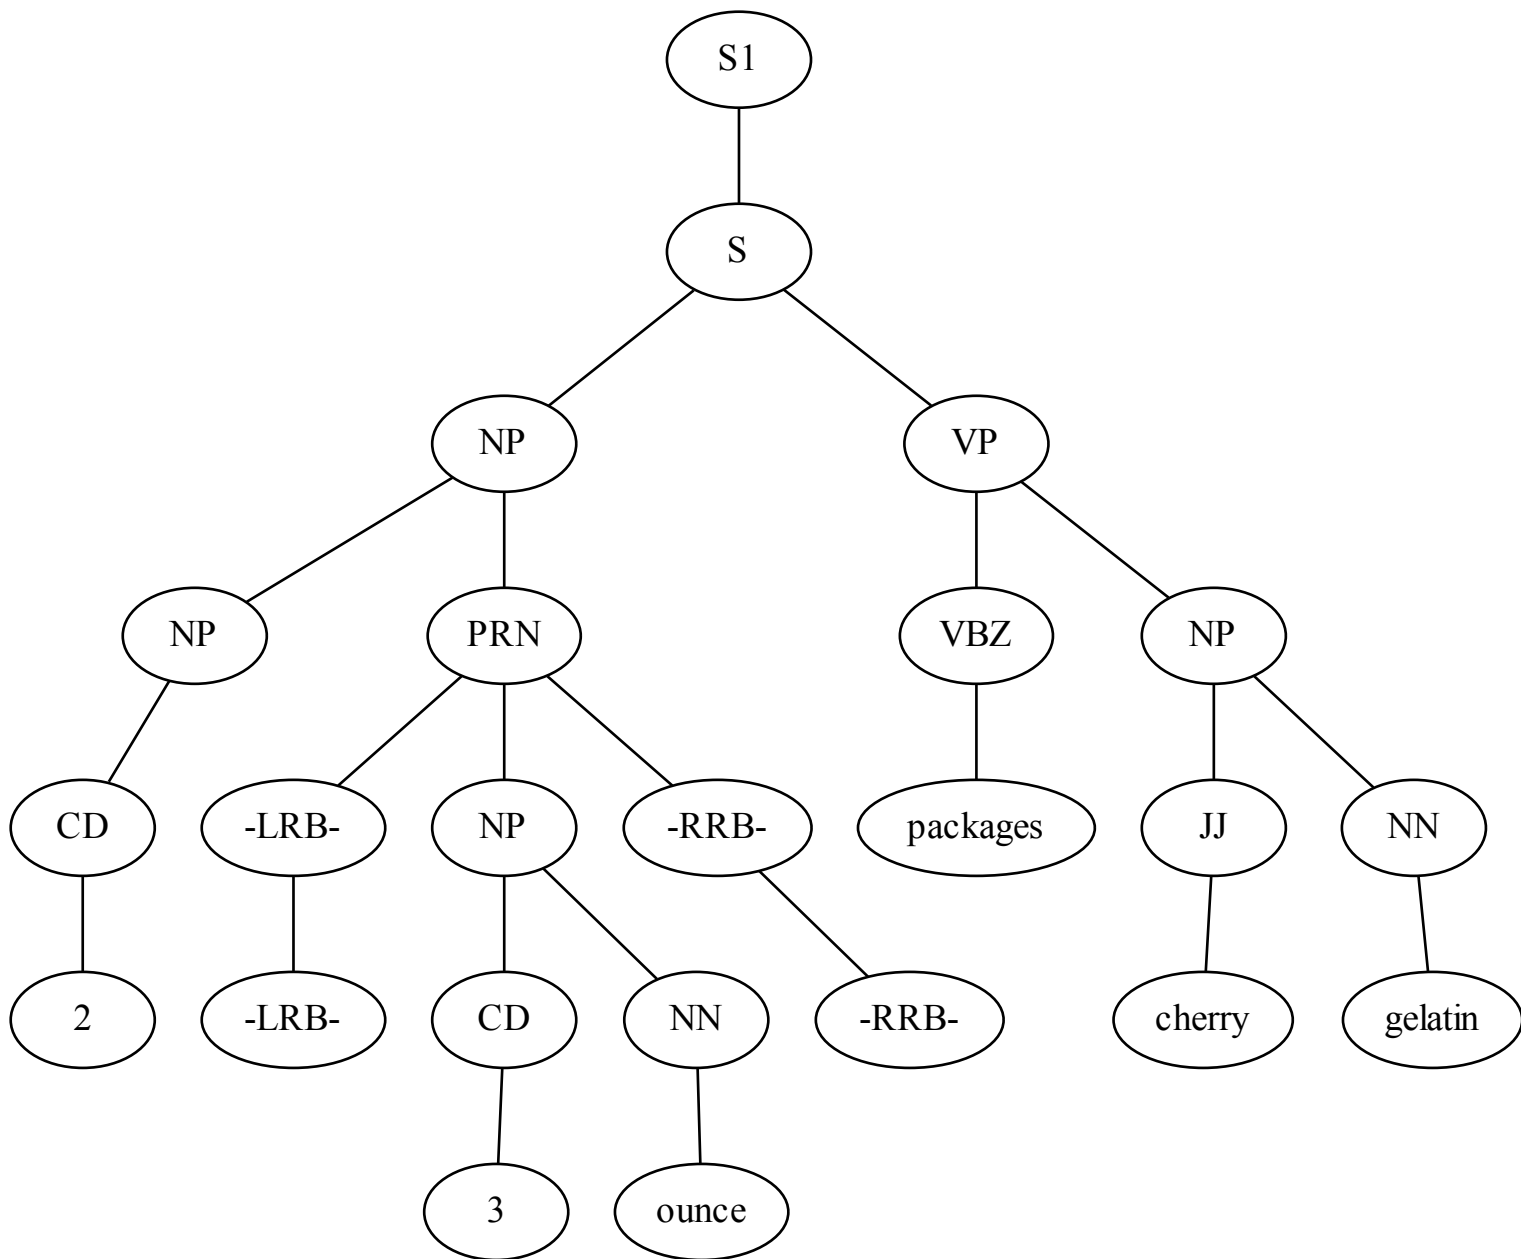 S1
S
NP VP
NP PRN VBZ NP
CD -LRB- NP -RRB- packages JJ NN
2 -LRB- CD NN -RRB- cherry gelatin
3 ounce